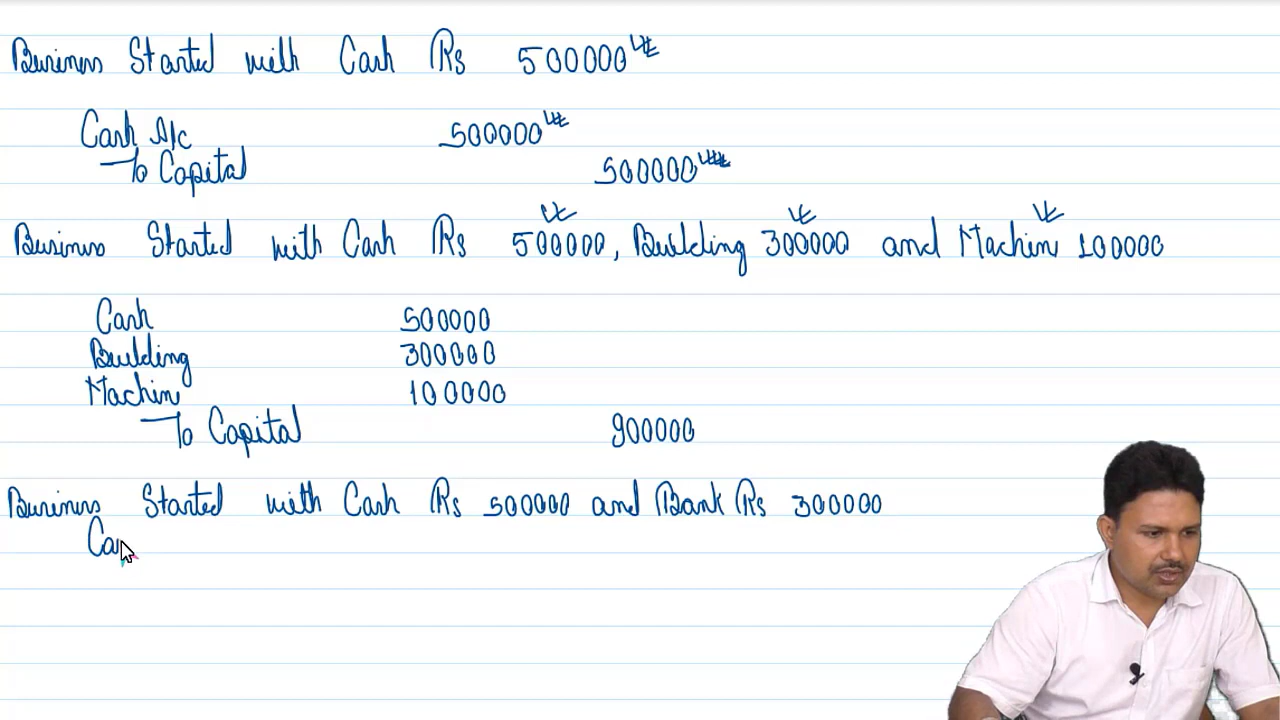 Business Started with Cash Rs 500000
Cash A/c 500000
To Capital 500000
Business Started with Cash Rs 500000, Building 300000 and Machin 100000
Cash 500000
Building 300000
Machin 100000
To Capital 900000
Business Started with Cash Rs 500000 and Bank Rs 300000
Ca